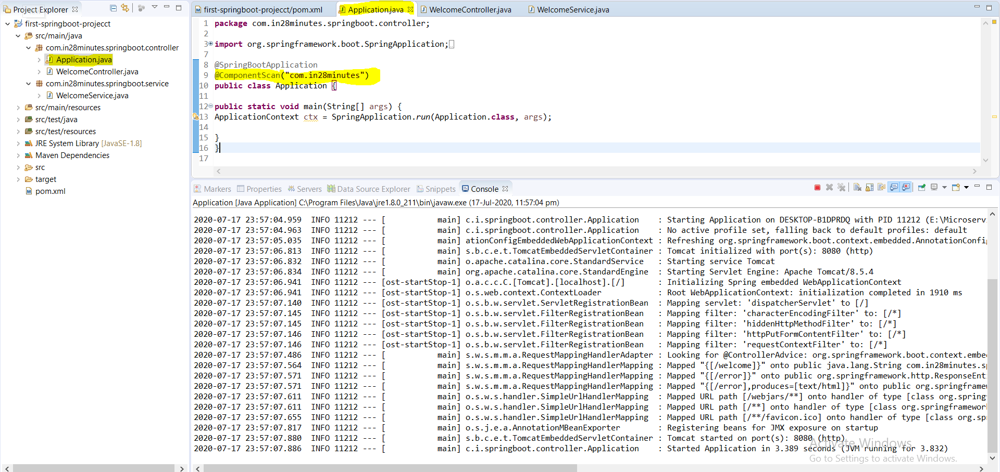 Project Explorer
first-springboot-projecct
src/main/java
com.in28minutes.springboot.controller
Application.java
WelcomeController.java
com.in28minutes.springboot.service
WelcomeService.java
src/main/resources
src/test/java
src/test/resources
JRE System Library [JavaSE-1.8]
Maven Dependencies
src
target
pom.xml
first-springboot-projecct/pom.xml Application.java WelcomeController.java WelcomeService.java
1 package com.in28minutes.springboot.controller;
2
3 import org.springframework.boot.SpringApplication;
7
8 @SpringBootApplication
9 @ComponentScan("com.in28minutes")
10 public class Application {
11
12 public static void main(String[] args) {
13 ApplicationContext ctx = SpringApplication.run(Application.class, args);
14
15 }
16 }
17
Markers Properties Servers Data Source Explorer Snippets Console
Application [Java Application] C:\Program Files\Java\jre1.8.0_211\bin\javaw.exe (17-Jul-2020, 11:57:04 pm)
2020-07-17 23:57:04.959 INFO 11212 --- [ main] c.i.springboot.controller.Application : Starting Application on DESKTOP-B1DPRDQ with PID 11212 (E:\Microserv
2020-07-17 23:57:04.963 INFO 11212 --- [ main] c.i.springboot.controller.Application : No active profile set, falling back to default profiles: default
2020-07-17 23:57:05.035 INFO 11212 --- [ main] ationConfigEmbeddedWebApplicationContext : Refreshing org.springframework.boot.context.embedded.AnnotationConfig
2020-07-17 23:57:06.813 INFO 11212 --- [ main] s.b.c.e.t.TomcatEmbeddedServletContainer : Tomcat initialized with port(s): 8080 (http)
2020-07-17 23:57:06.832 INFO 11212 --- [ main] o.apache.catalina.core.StandardService : Starting service Tomcat
2020-07-17 23:57:06.834 INFO 11212 --- [ main] org.apache.catalina.core.StandardEngine : Starting Servlet Engine: Apache Tomcat/8.5.4
2020-07-17 23:57:06.941 INFO 11212 --- [ost-startStop-1] o.a.c.c.C.[Tomcat].[localhost].[/] : Initializing Spring embedded WebApplicationContext
2020-07-17 23:57:06.941 INFO 11212 --- [ost-startStop-1] o.s.web.context.ContextLoader : Root WebApplicationContext: initialization completed in 1910 ms
2020-07-17 23:57:07.140 INFO 11212 --- [ost-startStop-1] o.s.b.w.servlet.ServletRegistrationBean : Mapping servlet: 'dispatcherServlet' to [/]
2020-07-17 23:57:07.145 INFO 11212 --- [ost-startStop-1] o.s.b.w.servlet.FilterRegistrationBean : Mapping filter: 'characterEncodingFilter' to: [/*]
2020-07-17 23:57:07.145 INFO 11212 --- [ost-startStop-1] o.s.b.w.servlet.FilterRegistrationBean : Mapping filter: 'hiddenHttpMethodFilter' to: [/*]
2020-07-17 23:57:07.146 INFO 11212 --- [ost-startStop-1] o.s.b.w.servlet.FilterRegistrationBean : Mapping filter: 'httpPutFormContentFilter' to: [/*]
2020-07-17 23:57:07.146 INFO 11212 --- [ost-startStop-1] o.s.b.w.servlet.FilterRegistrationBean : Mapping filter: 'requestContextFilter' to: [/*]
2020-07-17 23:57:07.486 INFO 11212 --- [ main] s.w.s.m.m.a.RequestMappingHandlerAdapter : Looking for @ControllerAdvice: org.springframework.boot.context.embe
2020-07-17 23:57:07.564 INFO 11212 --- [ main] s.w.s.m.m.a.RequestMappingHandlerMapping : Mapped "{[/welcome]}" onto public java.lang.String com.in28minutes.sp
2020-07-17 23:57:07.571 INFO 11212 --- [ main] s.w.s.m.m.a.RequestMappingHandlerMapping : Mapped "{[/error]}" onto public org.springframework.http.ResponseEnti
2020-07-17 23:57:07.571 INFO 11212 --- [ main] s.w.s.m.m.a.RequestMappingHandlerMapping : Mapped "{[/error],produces=[text/html]}" onto public org.springframew
2020-07-17 23:57:07.611 INFO 11212 --- [ main] o.s.w.s.handler.SimpleUrlHandlerMapping : Mapped URL path [/webjars/**] onto handler of type [class org.spring
2020-07-17 23:57:07.611 INFO 11212 --- [ main] o.s.w.s.handler.SimpleUrlHandlerMapping : Mapped URL path [/**] onto handler of type [class org.springframewor
2020-07-17 23:57:07.655 INFO 11212 --- [ main] o.s.w.s.handler.SimpleUrlHandlerMapping : Mapped URL path [/**/favicon.ico] onto handler of type [class org.sp
2020-07-17 23:57:07.817 INFO 11212 --- [ main] o.s.j.e.a.AnnotationMBeanExporter : Registering beans for JMX exposure on startup
2020-07-17 23:57:07.880 INFO 11212 --- [ main] s.b.c.e.t.TomcatEmbeddedServletContainer : Tomcat started on port(s): 8080 (http)
2020-07-17 23:57:07.886 INFO 11212 --- [ main] c.i.springboot.controller.Application : Started Application in 3.389 seconds (JVM running for 3.832)
Activate Windows
Go to Settings to activate Windows.